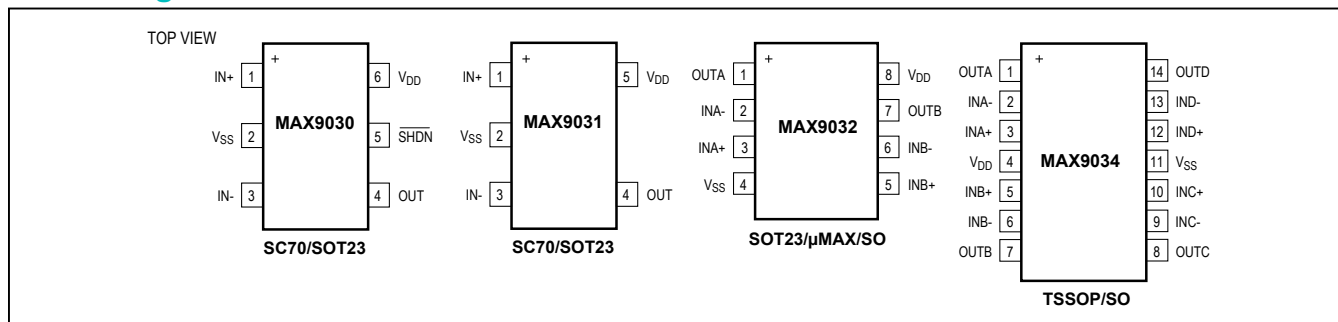 TOP VIEW
+
IN+ 1
6 VDD
VSS 2
MAX9030
5 SHDN
IN- 3
4 OUT
SC70/SOT23
+
IN+ 1
5 VDD
VSS 2
MAX9031
IN- 3
4 OUT
SC70/SOT23
+
OUTA 1
8 VDD
INA- 2
7 OUTB
MAX9032
INA+ 3
6 INB-
VSS 4
5 INB+
SOT23/µMAX/SO
+
OUTA 1
14 OUTD
INA- 2
13 IND-
INA+ 3
12 IND+
VDD 4
MAX9034
11 VSS
INB+ 5
10 INC+
INB- 6
9 INC-
OUTB 7
8 OUTC
TSSOP/SO